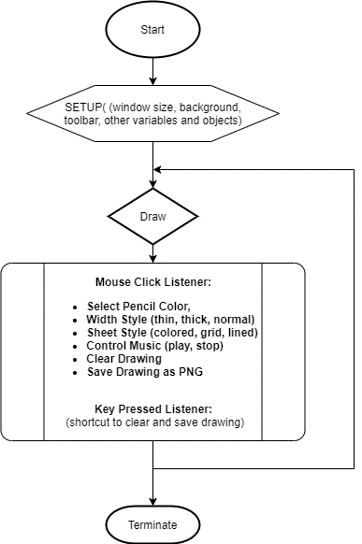 Start
SETUP( (window size, background,
toolbar, other variables and objects)
Draw
Mouse Click Listener:
• Select Pencil Color,
• Width Style (thin, thick, normal)
• Sheet Style (colored, grid, lined)
• Control Music (play, stop)
• Clear Drawing
• Save Drawing as PNG
Key Pressed Listener:
(shortcut to clear and save drawing)
Terminate